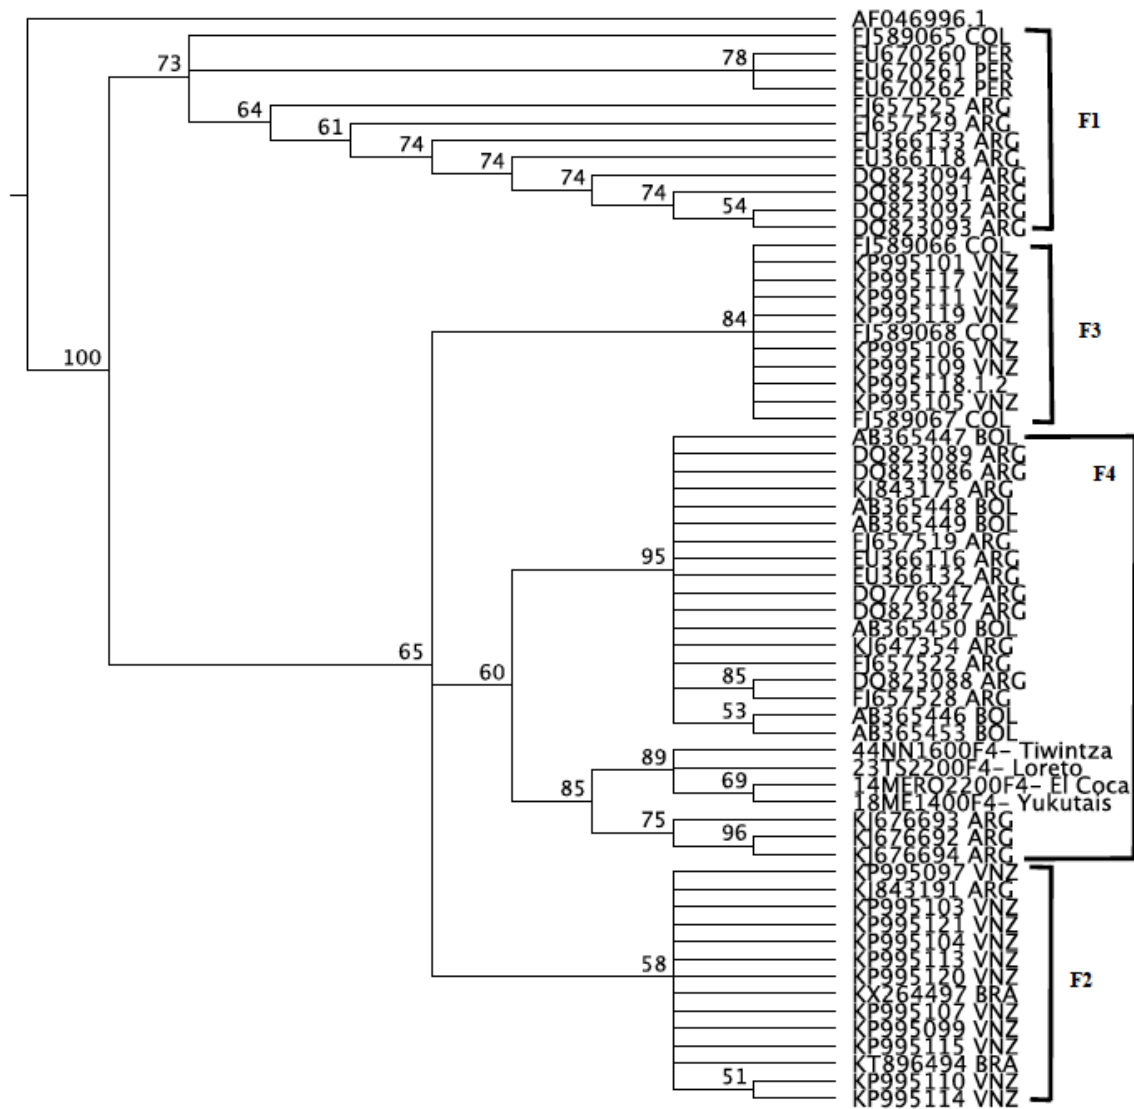 AF046996.1
FJ589065 COL
73
78
EU670260 PER
EU670261 PER
EU670262 PER
64
FJ657525 ARG
F1
61
FJ657529 ARG
74
EU366133 ARG
74
EU366118 ARG
74
DQ823094 ARG
74
DQ823091 ARG
54
DQ823092 ARG
DQ823093 ARG
FJ589066 COL
KP995101 VNZ
KP995117 VNZ
KP995111 VNZ
84
KP995119 VNZ
FJ589068 COL
F3
KP995106 VNZ
100
KP995109 VNZ
KP995118.1.2
KP995105 VNZ
FJ589067 COL
AB365447 BOL
DQ823089 ARG
DQ823086 ARG
F4
KJ843175 ARG
AB365448 BOL
AB365449 BOL
FJ657519 ARG
95
EU366116 ARG
EU366132 ARG
DQ776247 ARG
DQ823087 ARG
AB365450 BOL
65
KJ647354 ARG
FJ657522 ARG
60
85
DQ823088 ARG
FJ657528 ARG
53
AB365446 BOL
AB365453 BOL
89
44NN1600F4- Tiwintza
23TS2200F4- Loreto
85
69
14MERO2200F4- El Coca
18ME1400F4- Yukutais
75
KJ676693 ARG
96
KJ676692 ARG
KJ676694 ARG
KP995097 VNZ
KJ843191 ARG
KP995103 VNZ
KP995121 VNZ
KP995104 VNZ
58
KP995113 VNZ
KP995120 VNZ
F2
KX264497 BRA
KP995107 VNZ
KP995099 VNZ
KP995115 VNZ
KT896494 BRA
51
KP995110 VNZ
KP995114 VNZ